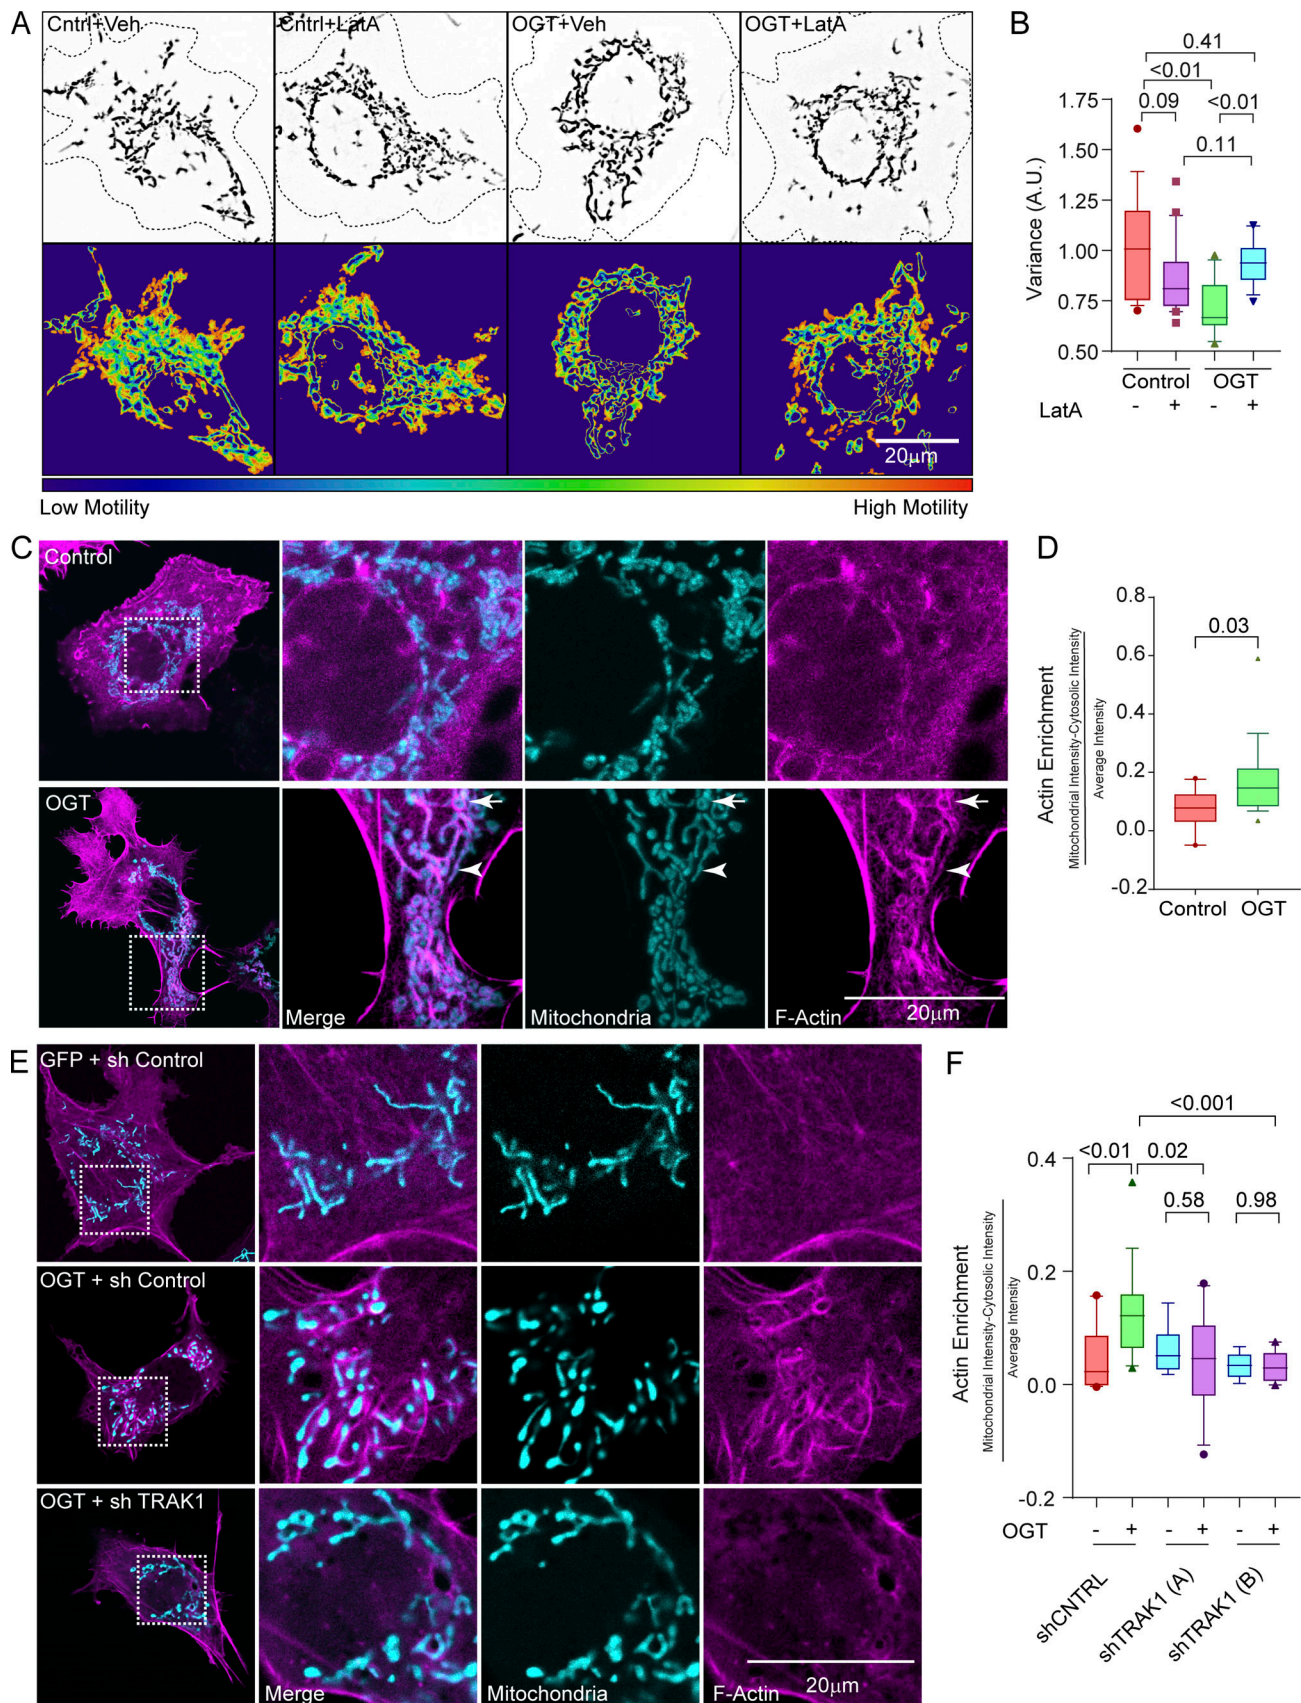 A
Cntrl+Veh
Cntrl+LatA
OGT+Veh
OGT+LatA
20µm
Low Motility
High Motility
B
0.41
<0.01
0.09
<0.01
0.11
1.75
1.50
1.25
1.00
0.75
0.50
Variance (A.U.)
Control
OGT
LatA
-
+
-
+
C
Control
OGT
Merge
Mitochondria
F-Actin
20µm
D
0.8
0.6
0.4
0.2
0.0
-0.2
0.03
Actin Enrichment
Mitochondrial Intensity-Cytosolic Intensity
Average Intensity
Control
OGT
E
GFP + sh Control
OGT + sh Control
OGT + sh TRAK1
Merge
Mitochondria
F-Actin
20µm
F
<0.001
<0.01
0.02
0.58
0.98
0.4
0.2
0.0
-0.2
Actin Enrichment
Mitochondrial Intensity-Cytosolic Intensity
Average Intensity
OGT
-
+
-
+
-
+
shCNTRL
shTRAK1 (A)
shTRAK1 (B)